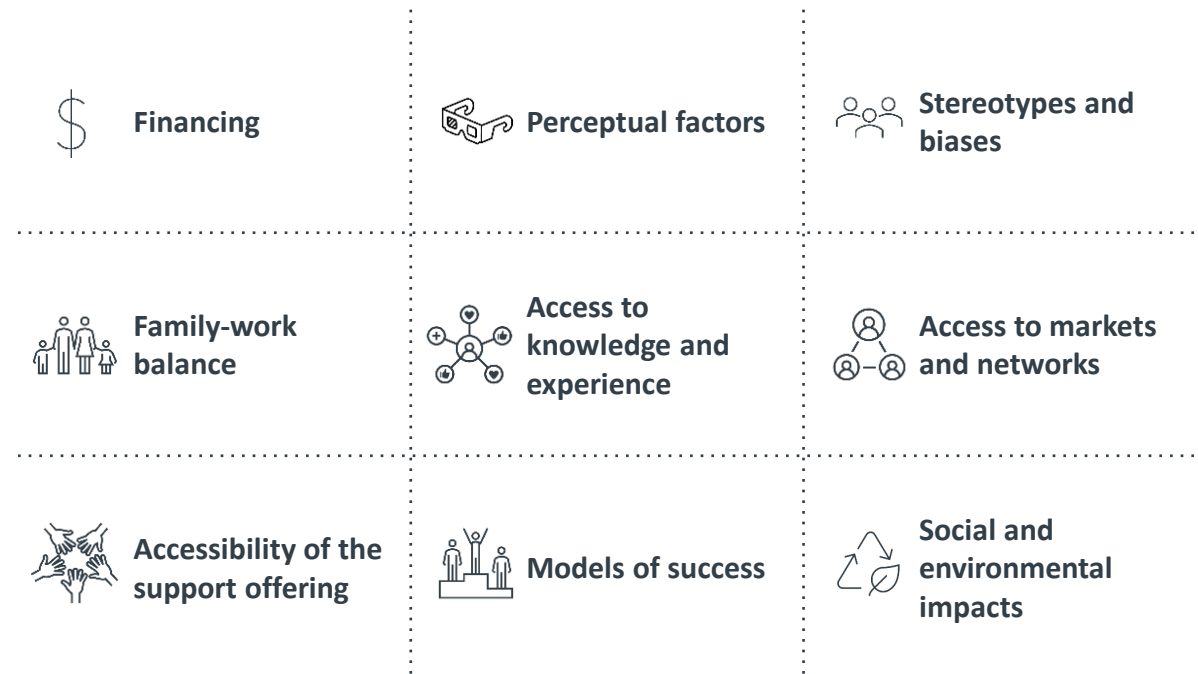 Financing
Perceptual factors
Stereotypes and
biases
Family-work
balance
Access to
knowledge and
experience
Access to markets
and networks
Accessibility of the
support offering
Models of success
Social and
environmental
impacts